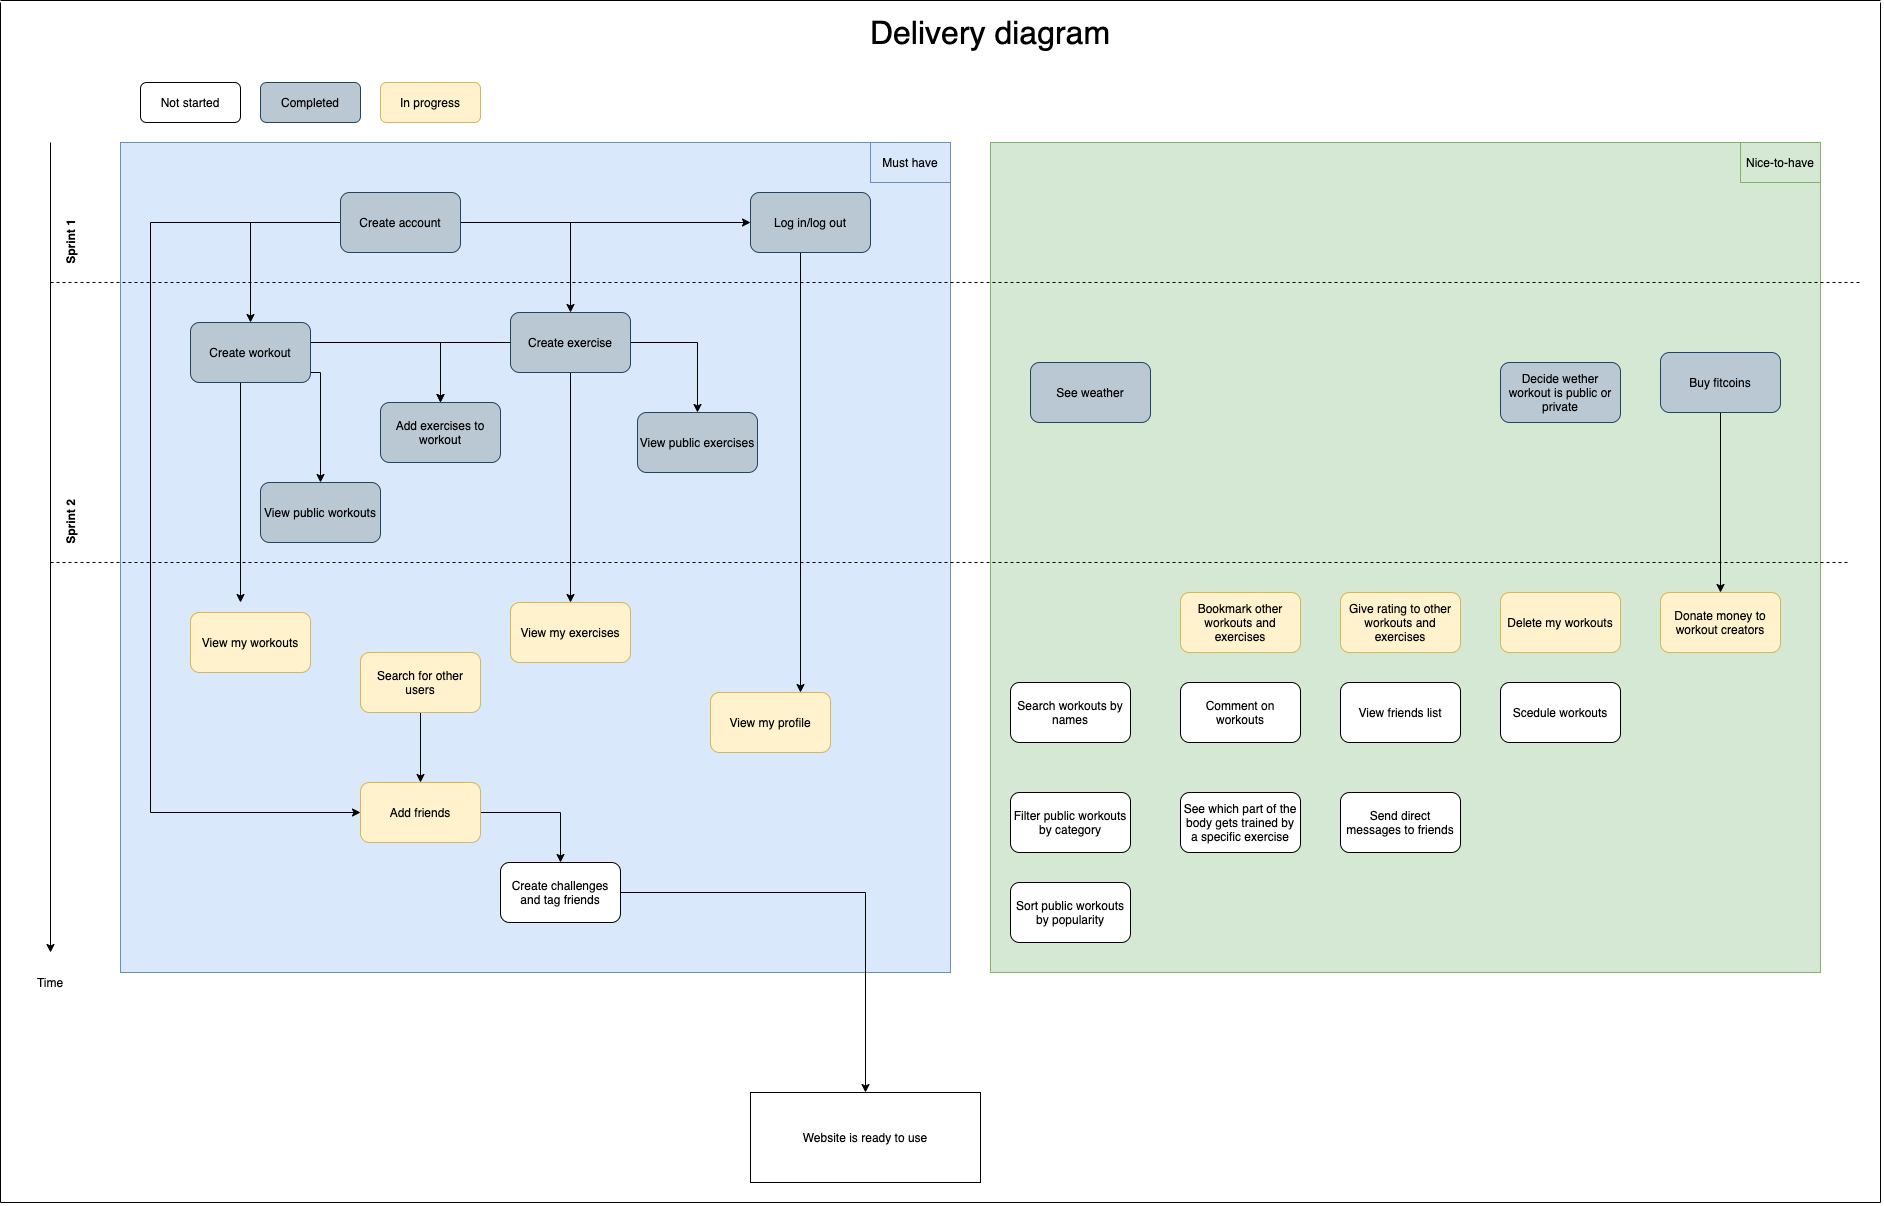 Delivery diagram
Not started
Completed
In progress
Must have
Nice-to-have
Sprint 1
Create account
Log in/log out
Create workout
Create exercise
Add exercises to
workout
View public exercises
View public workouts
See weather
Decide wether
workout is public or
private
Buy fitcoins
Sprint 2
View my workouts
View my exercises
Search for other
users
View my profile
Add friends
Create challenges
and tag friends
Bookmark other
workouts and
exercises
Give rating to other
workouts and
exercises
Delete my workouts
Donate money to
workout creators
Search workouts by
names
Comment on
workouts
View friends list
Scedule workouts
Filter public workouts
by category
See which part of the
body gets trained by
a specific exercise
Send direct
messages to friends
Sort public workouts
by popularity
Time
Website is ready to use